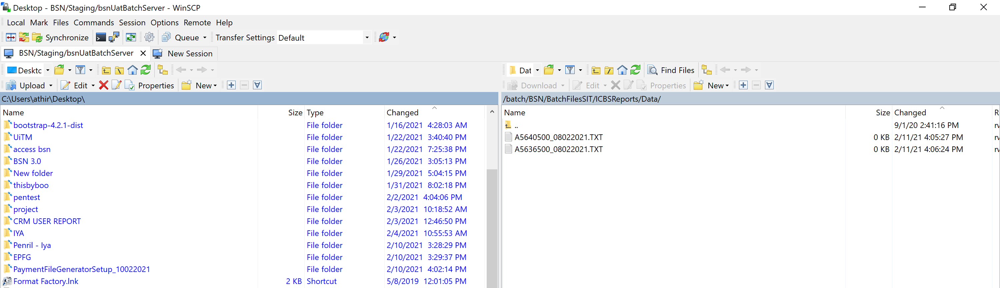 Desktop - BSN/Staging/bsnUatBatchServer - WinSCP
Local Mark Files Commands Session Options Remote Help
Synchronize Queue Transfer Settings Default
BSN/Staging/bsnUatBatchServer New Session
Desktc
Upload Edit Properties New
C:\Users\athir\Desktop\
Name Size Type Changed
bootstrap-4.2.1-dist File folder 1/16/2021 4:28:03 AM
UiTM File folder 1/22/2021 3:40:40 PM
access bsn File folder 1/22/2021 7:25:38 PM
BSN 3.0 File folder 1/26/2021 3:05:13 PM
New folder File folder 1/29/2021 5:04:15 PM
thisbyboo File folder 1/31/2021 8:02:18 PM
pentest File folder 2/2/2021 4:04:06 PM
project File folder 2/3/2021 10:18:52 AM
CRM USER REPORT File folder 2/3/2021 12:46:50 PM
IYA File folder 2/4/2021 10:55:53 AM
Penril - Iya File folder 2/10/2021 3:28:29 PM
EPFG File folder 2/10/2021 3:29:37 PM
PaymentFileGeneratorSetup_10022021 File folder 2/10/2021 4:02:14 PM
Format Factory.lnk 2 KB Shortcut 5/8/2019 12:01:05 PM
Dat Find Files
Download Edit Properties New
/batch/BSN/BatchFilesSIT/ICBSReports/Data/
Name Size Changed R
.. 9/1/20 2:41:16 PM
A5640500_08022021.TXT 0 KB 2/11/21 4:05:27 PM
A5636500_08022021.TXT 0 KB 2/11/21 4:06:24 PM